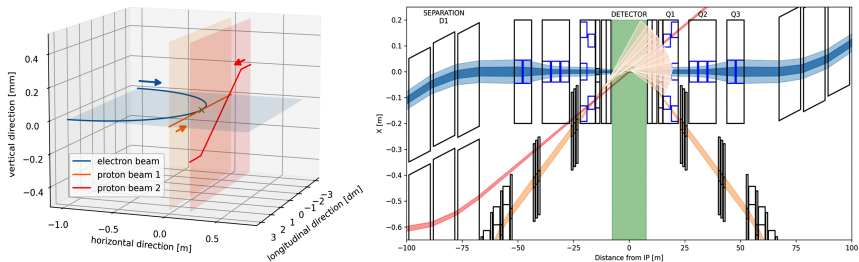 vertical direction [mm]
0.4
0.2
0.0
−0.2
−0.4
electron beam
proton beam 1
proton beam 2
−1.0
−0.5
0.0
0.5
horizontal direction [m]
3
2
1
0
−1
−2
−3
longitudinal direction [dm]
SEPARATION
D1
DETECTOR
Q1
Q2
Q3
X [m]
0.2
0.1
0.0
−0.1
−0.2
−0.3
−0.4
−0.5
−0.6
−100
−75
−50
−25
0
25
50
75
100
Distance from IP [m]